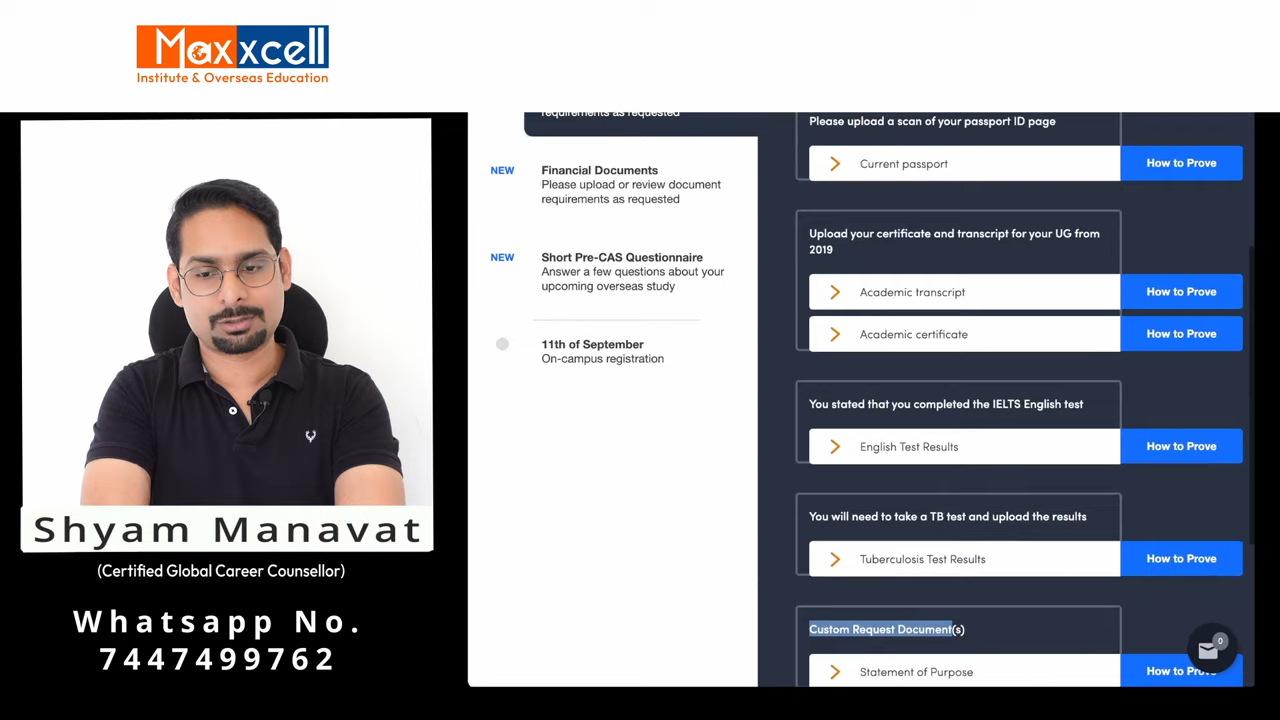 Maxxcell
Institute & Overseas Education
requirements as requested
NEW
Financial Documents
Please upload or review document
requirements as requested
NEW
Short Pre-CAS Questionnaire
Answer a few questions about your
upcoming overseas study
11th of September
On-campus registration
Please upload a scan of your passport ID page
Current passport
How to Prove
Upload your certificate and transcript for your UG from
2019
Academic transcript
How to Prove
Academic certificate
How to Prove
You stated that you completed the IELTS English test
English Test Results
How to Prove
You will need to take a TB test and upload the results
Tuberculosis Test Results
How to Prove
Custom Request Document(s)
Statement of Purpose
How to Prove
0
Shyam Manavat
(Certified Global Career Counsellor)
Whatsapp No.
7447499762